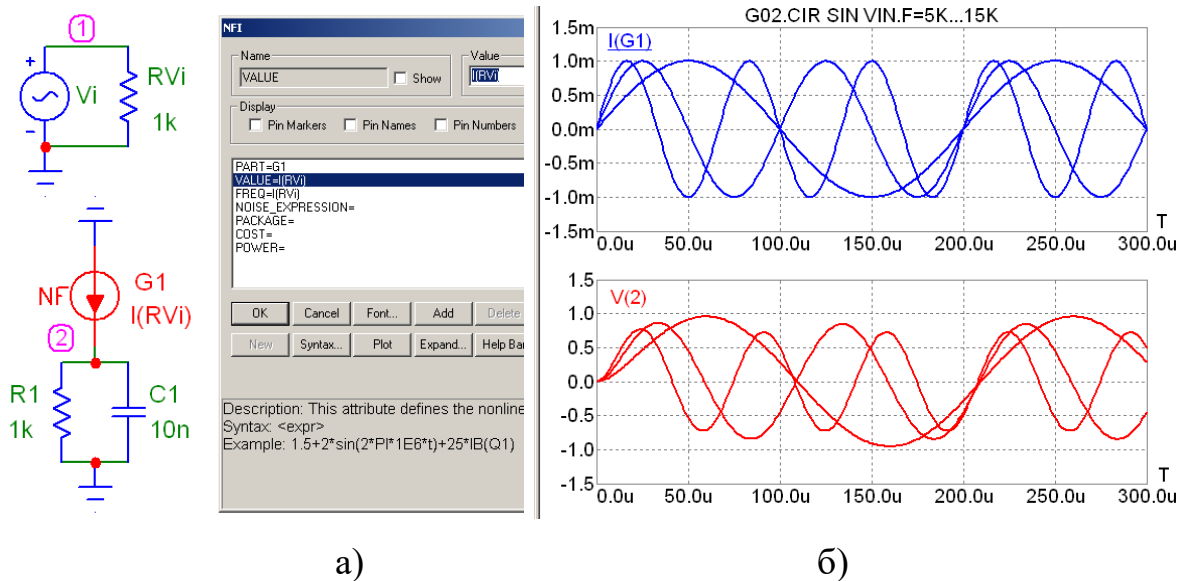 1
+
Vi
-
RVi
1k
NF
G1
I(RVi)
2
R1
1k
C1
10n
NFI
Name
VALUE
Show
Value
I(RVi)
Display
Pin Markers
Pin Names
Pin Numbers
PART=G1
VALUE=I(RVi)
FREQ=I(RVi)
NOISE_EXPRESSION=
PACKAGE=
COST=
POWER=
OK Cancel Font... Add Delete
New Syntax... Plot Expand... Help Bar
Description: This attribute defines the nonline
Syntax: <expr>
Example: 1.5+2*sin(2*PI*1E6*t)+25*IB(Q1)
а)
G02.CIR SIN VIN.F=5K...15K
I(G1)
1.5m
1.0m
0.5m
0.0m
-0.5m
-1.0m
-1.5m
0.0u 50.0u 100.0u 150.0u 200.0u 250.0u 300.0u
T
V(2)
1.5
1.0
0.5
0.0
-0.5
-1.0
-1.5
0.0u 50.0u 100.0u 150.0u 200.0u 250.0u 300.0u
T
б)